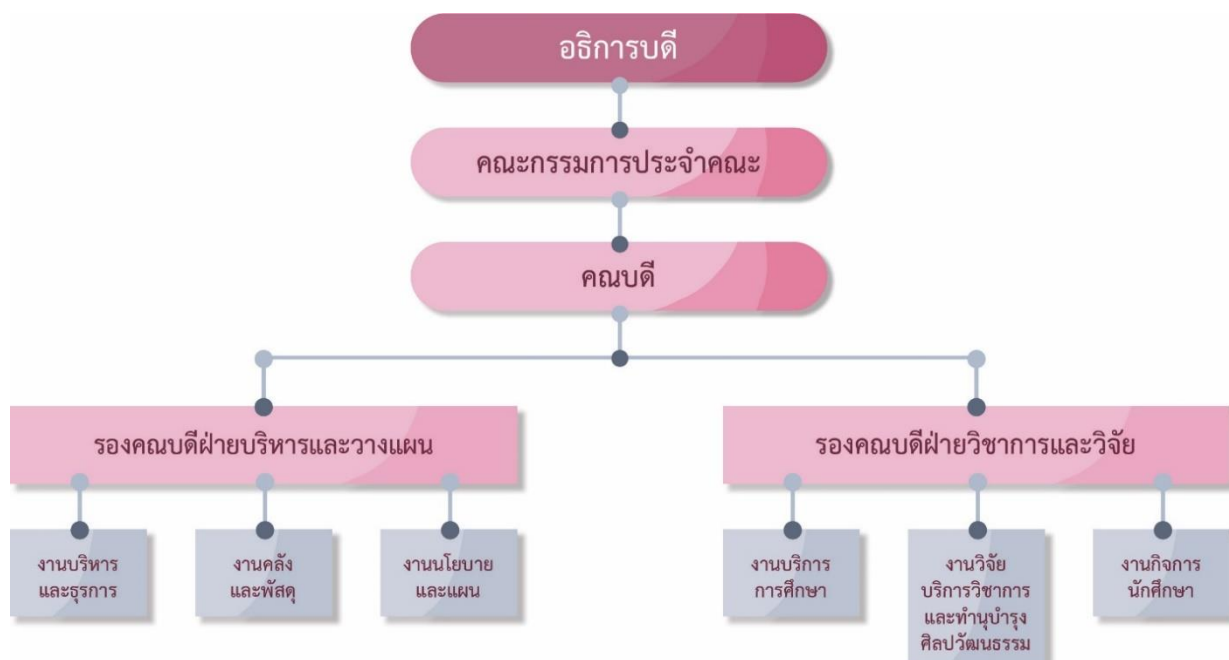 อธิการบดี
คณะกรรมการประจำคณะ
คณบดี
รองคณบดีฝ่ายบริหารและวางแผน
รองคณบดีฝ่ายวิชาการและวิจัย
งานบริหาร
และธุรการ
งานคลัง
และพัสดุ
งานนโยบาย
และแผน
งานบริการ
การศึกษา
งานวิจัย
บริการวิชาการ
และทำนุบำรุง
ศิลปวัฒนธรรม
งานกิจการ
นักศึกษา